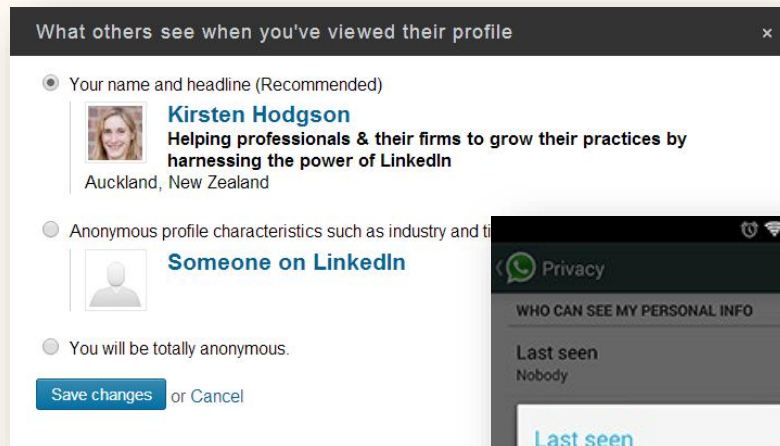 What others see when you've viewed their profile ×
Your name and headline (Recommended)
Kirsten Hodgson
Helping professionals & their firms to grow their practices by
harnessing the power of LinkedIn
Auckland, New Zealand
Anonymous profile characteristics such as industry and
Someone on LinkedIn
You will be totally anonymous.
Save changes or Cancel
Privacy
WHO CAN SEE MY PERSONAL INFO
Last seen
Nobody
Last seen